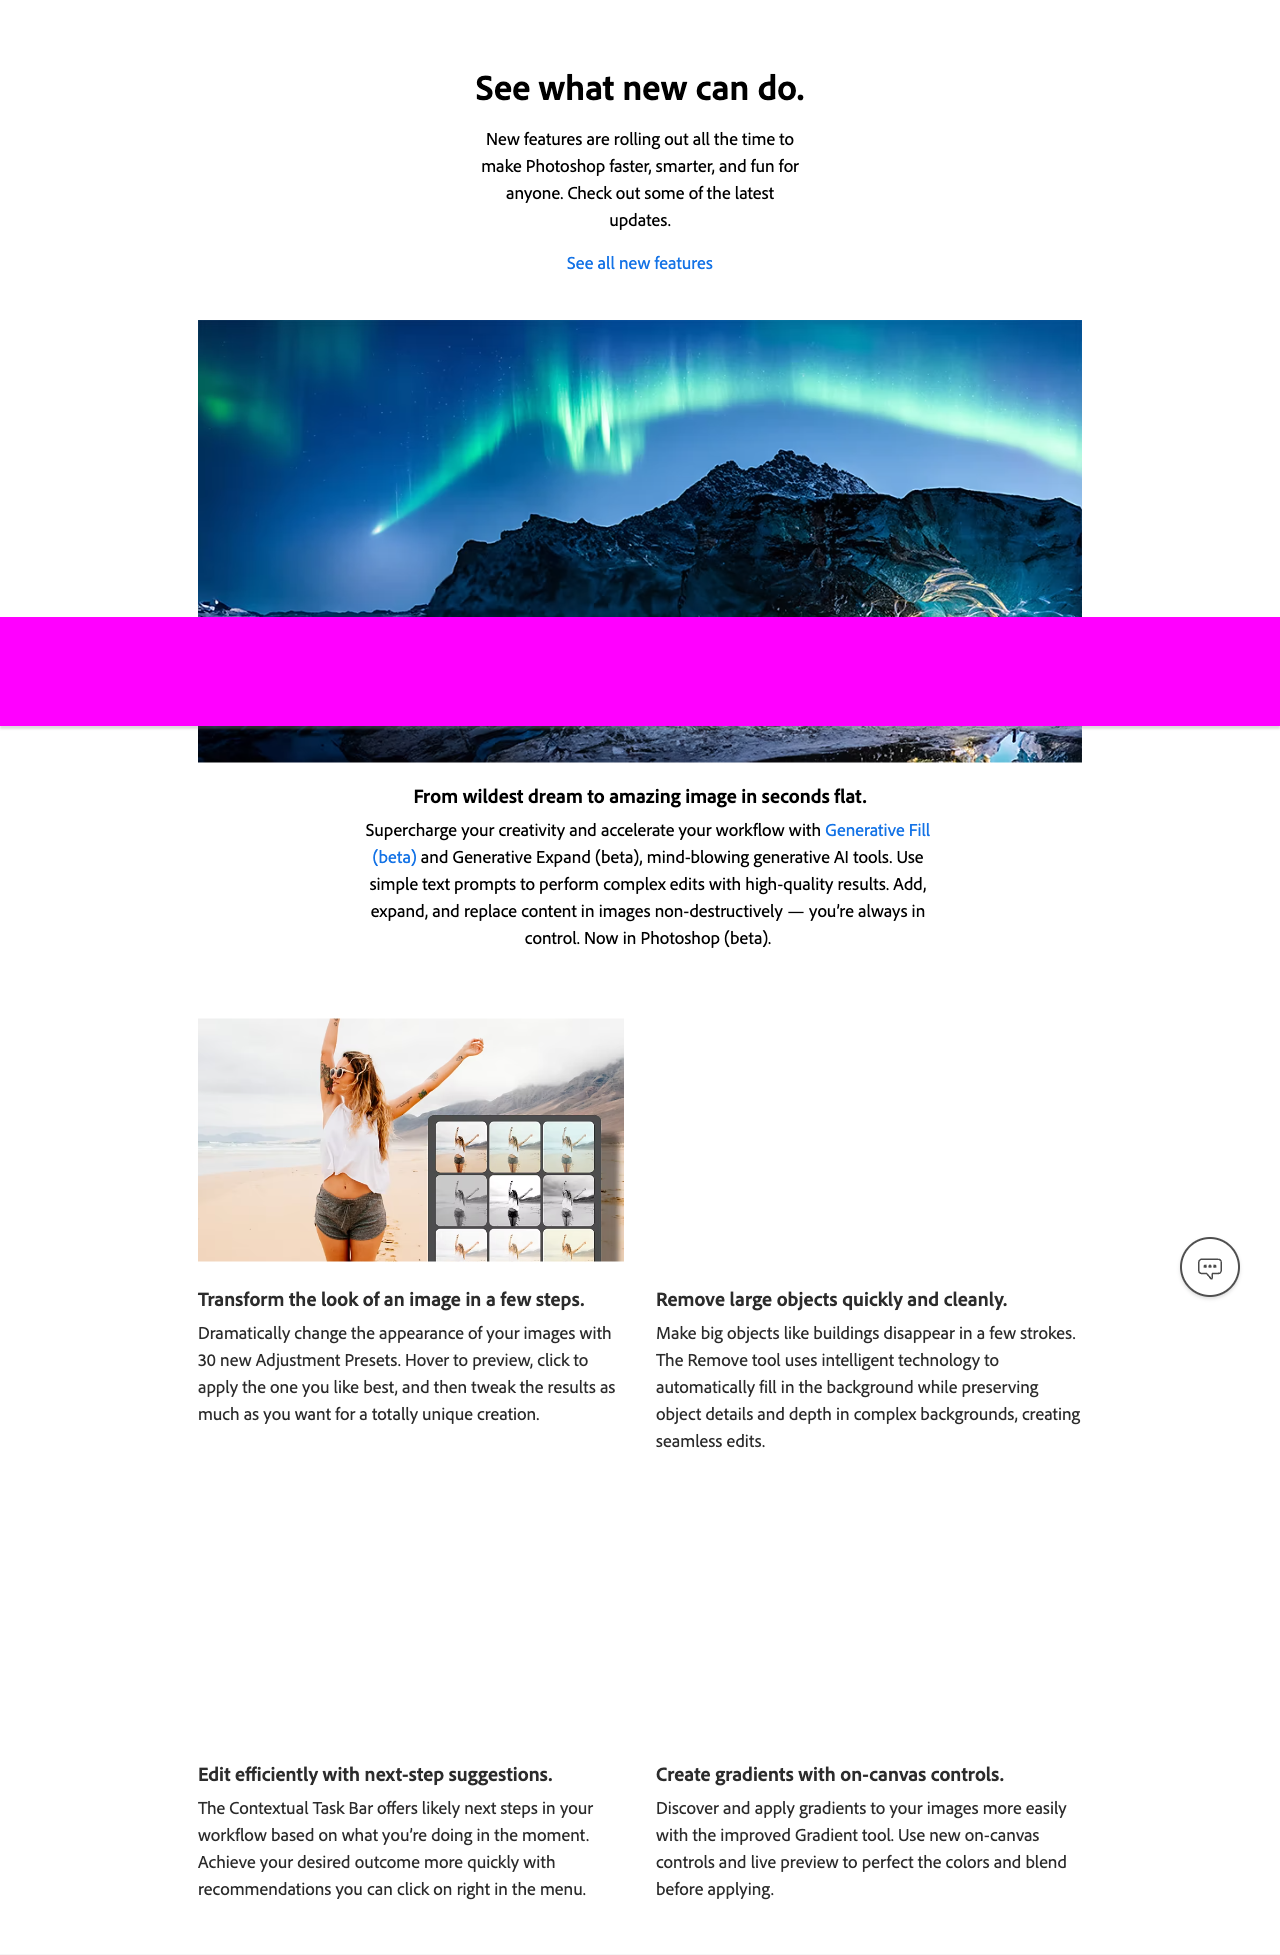 See what new can do.
New features are rolling out all the time to
make Photoshop faster, smarter, and fun for
anyone. Check out some of the latest
updates.
See all new features
From wildest dream to amazing image in seconds flat.
Supercharge your creativity and accelerate your workflow with Generative Fill
(beta) and Generative Expand (beta), mind-blowing generative AI tools. Use
simple text prompts to perform complex edits with high-quality results. Add,
expand, and replace content in images non-destructively — you’re always in
control. Now in Photoshop (beta).
Transform the look of an image in a few steps.
Dramatically change the appearance of your images with
30 new Adjustment Presets. Hover to preview, click to
apply the one you like best, and then tweak the results as
much as you want for a totally unique creation.
Remove large objects quickly and cleanly.
Make big objects like buildings disappear in a few strokes.
The Remove tool uses intelligent technology to
automatically fill in the background while preserving
object details and depth in complex backgrounds, creating
seamless edits.
Edit efficiently with next-step suggestions.
The Contextual Task Bar offers likely next steps in your
workflow based on what you’re doing in the moment.
Achieve your desired outcome more quickly with
recommendations you can click on right in the menu.
Create gradients with on-canvas controls.
Discover and apply gradients to your images more easily
with the improved Gradient tool. Use new on-canvas
controls and live preview to perfect the colors and blend
before applying.